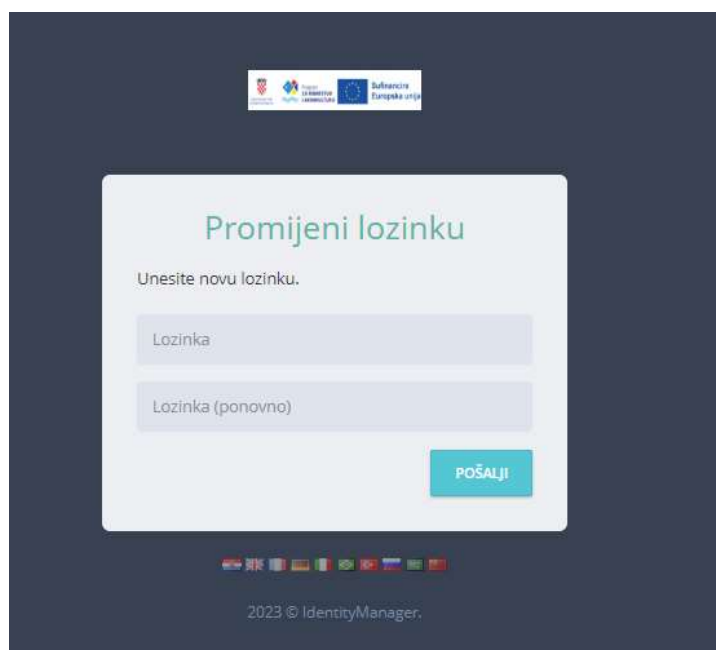 Sufinancira
Europska unija
Promijeni lozinku
Unesite novu lozinku.
Lozinka
Lozinka (ponovno)
POŠALJI
2023 © IdentityManager.